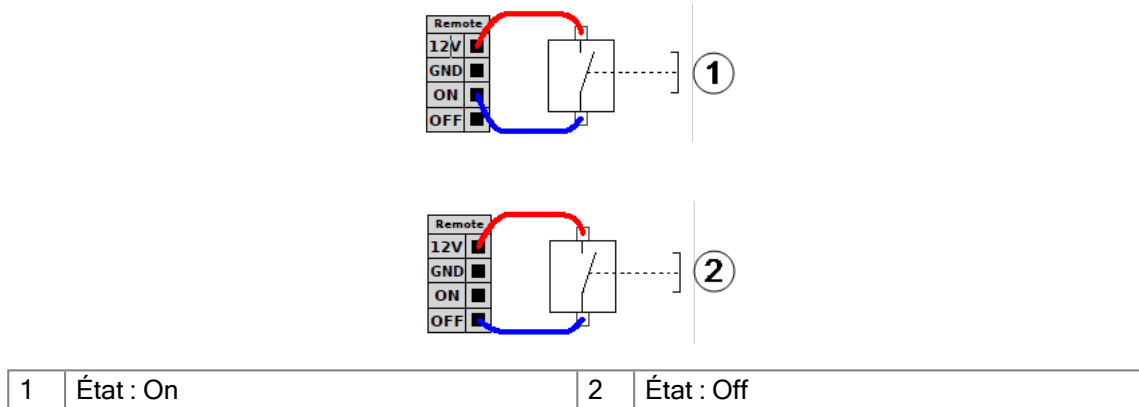 Remote
12V
GND
ON
OFF
1
Remote
12V
GND
ON
OFF
2
1 État : On 2 État : Off